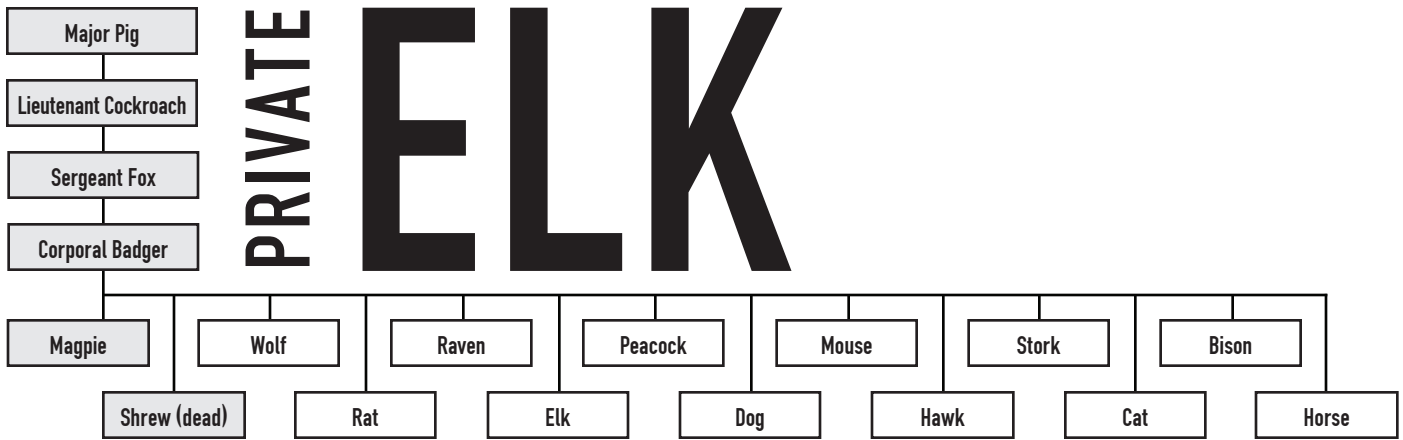 Major Pig
Lieutenant Cockroach
Sergeant Fox
Corporal Badger
PRIVATE
ELK
Magpie
Wolf
Raven
Peacock
Mouse
Stork
Bison
Shrew (dead)
Rat
Elk
Dog
Hawk
Cat
Horse